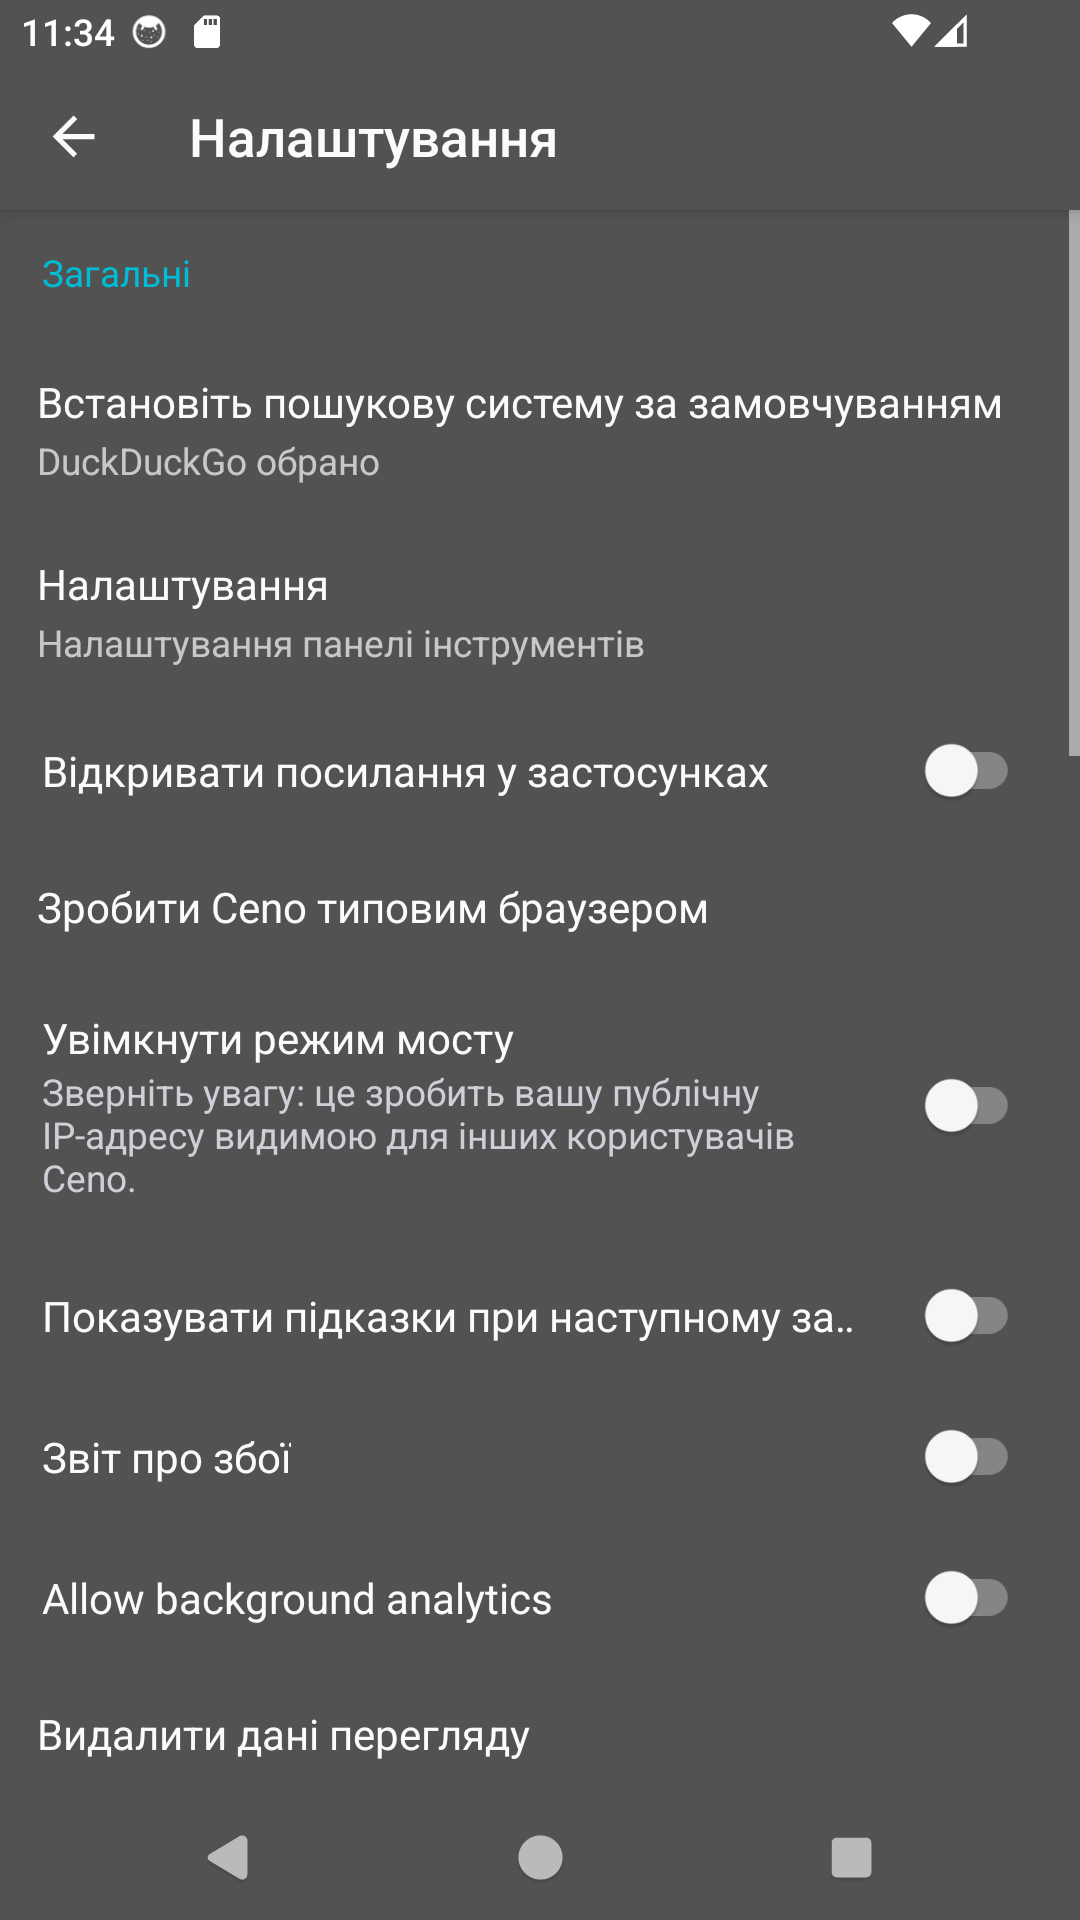 11:34
Налаштування
Загальні
Встановіть пошукову систему за замовчуванням
DuckDuckGo обрано
Налаштування
Налаштування панелі інструментів
Відкривати посилання у застосунках
Зробити Ceno типовим браузером
Увімкнути режим мосту
Зверніть увагу: це зробить вашу публічну
IP-адресу видимою для інших користувачів
Ceno.
Показувати підказки при наступному за..
Звіт про збої
Allow background analytics
Видалити дані перегляду